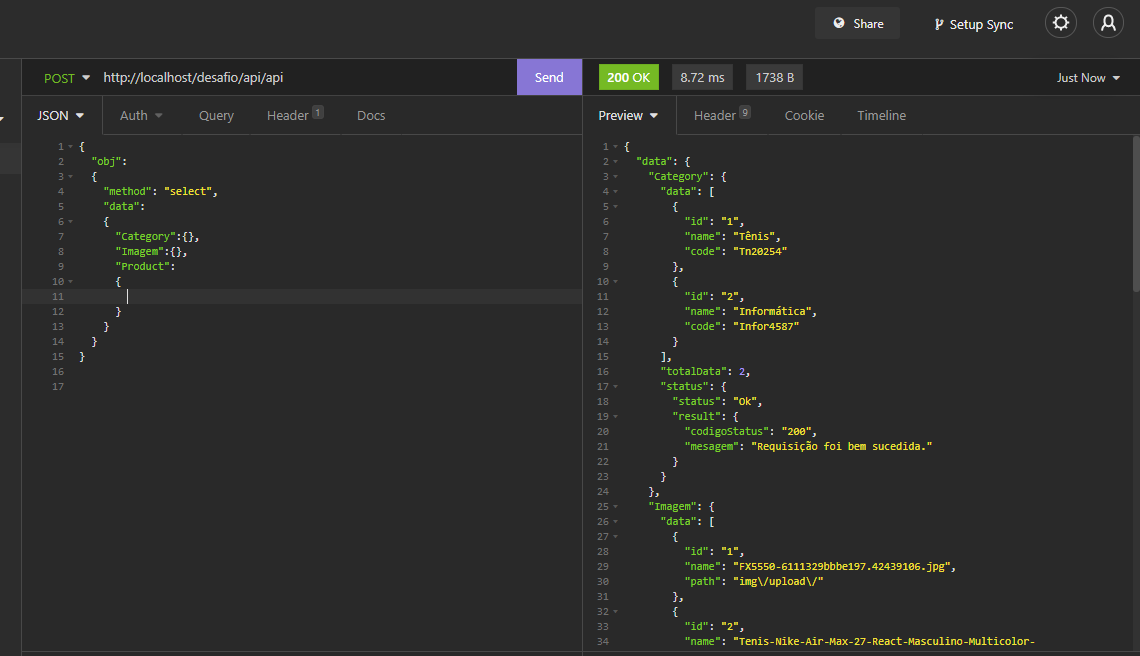 Share
Setup Sync
POST http://localhost/desafio/api/api
Send
200 OK 8.72 ms 1738 B
Just Now
JSON Auth Query Header 1 Docs
1 {
2 "obj":
3 {
4 "method": "select",
5 "data":
6 {
7 "Category":{},
8 "Imagem":{},
9 "Product":
10 {
11
12 }
13 }
14 }
15 }
16
17
Preview Header 9 Cookie Timeline
1 {
2 "data": {
3 "Category": {
4 "data": [
5 {
6 "id": "1",
7 "name": "Tênis",
8 "code": "Tn20254"
9 },
10 {
11 "id": "2",
12 "name": "Informática",
13 "code": "Infor4587"
14 }
15 ],
16 "totalData": 2,
17 "status": {
18 "status": "Ok",
19 "result": {
20 "codigoStatus": "200",
21 "mesagem": "Requisição foi bem sucedida."
22 }
23 }
24 },
25 "Imagem": {
26 "data": [
27 {
28 "id": "1",
29 "name": "FX5550-6111329bbbe197.42439106.jpg",
30 "path": "img\/upload\/"
31 },
32 {
33 "id": "2",
34 "name": "Tenis-Nike-Air-Max-27-React-Masculino-Multicolor-